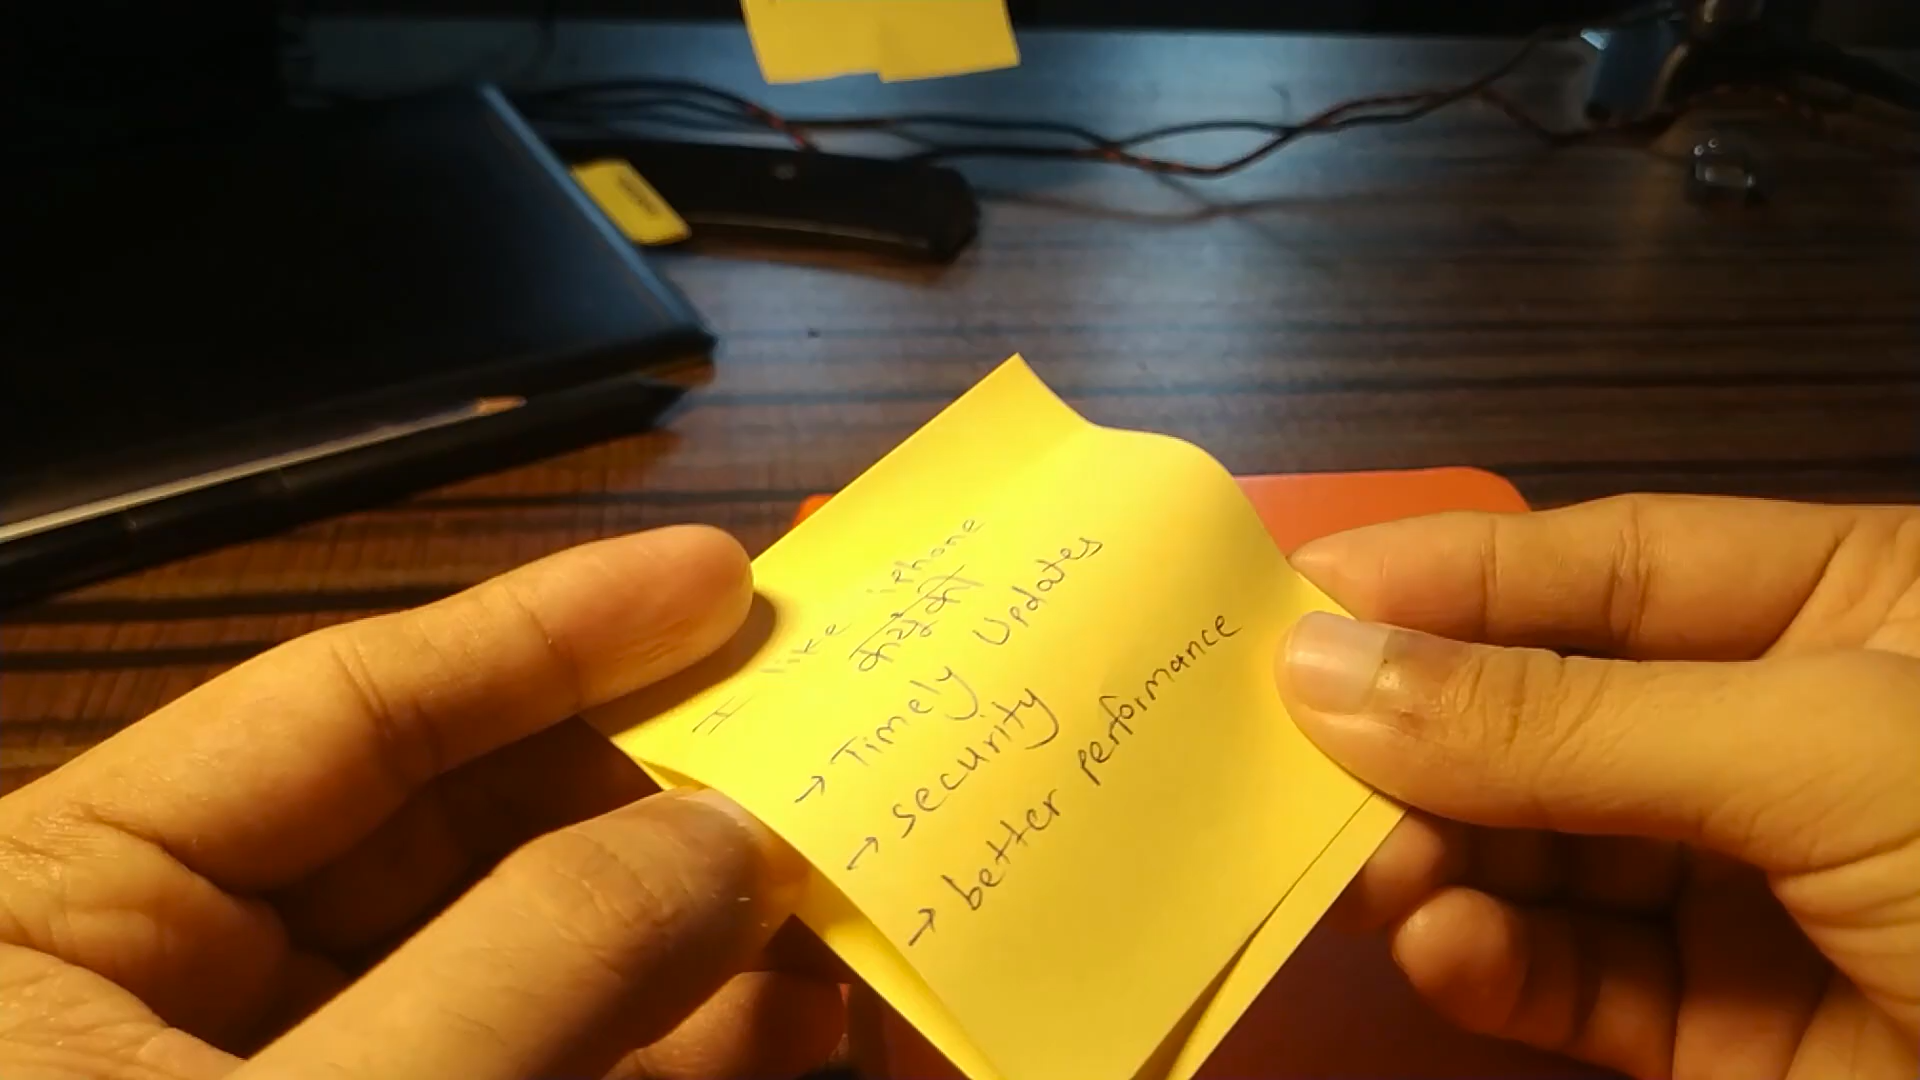 I like iphone
→ Timely Updates
→ security
→ better performance